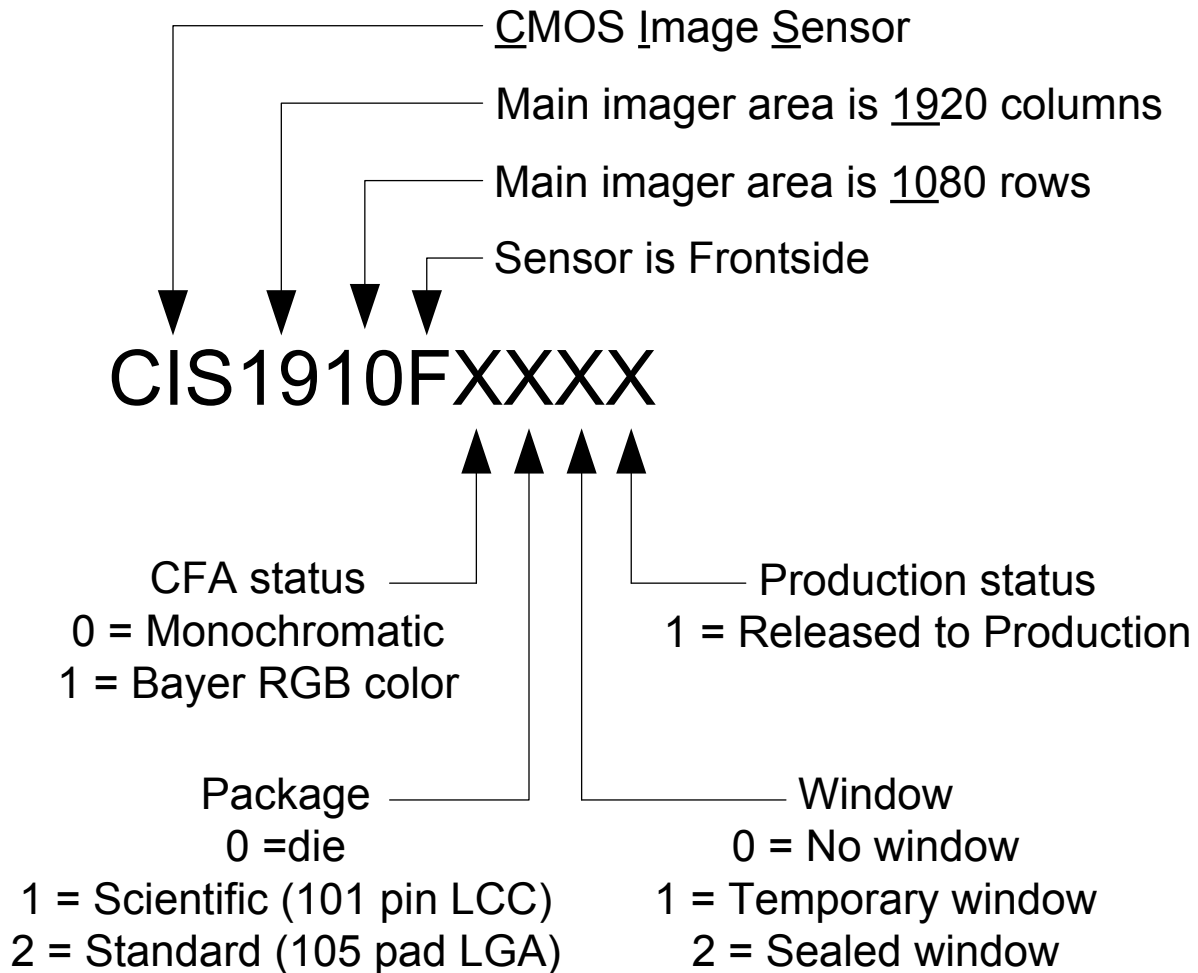 CMOS Image Sensor
Main imager area is 1920 columns
Main imager area is 1080 rows
Sensor is Frontside
CIS1910FXXXX
CFA status
0 = Monochromatic
1 = Bayer RGB color
Production status
1 = Released to Production
Package
0 =die
1 = Scientific (101 pin LCC)
2 = Standard (105 pad LGA)
Window
0 = No window
1 = Temporary window
2 = Sealed window